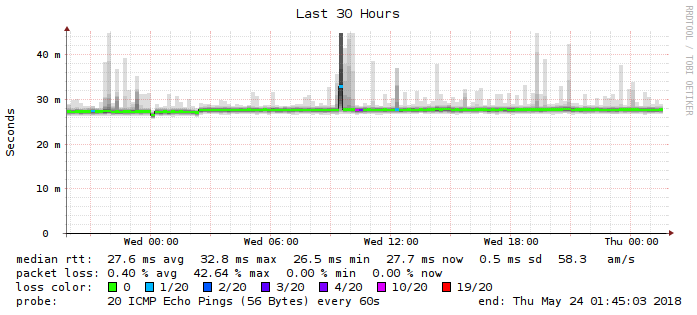 Last 30 Hours
RRDTOOL / TOBI OETIKER
Seconds
40 m
30 m
20 m
10 m
0
Wed 00:00 Wed 06:00 Wed 12:00 Wed 18:00 Thu 00:00
median rtt: 27.6 ms avg 32.8 ms max 26.5 ms min 27.7 ms now 0.5 ms sd 58.3 am/s
packet loss: 0.40 % avg 42.64 % max 0.00 % min 0.00 % now
loss color: 0 1/20 2/20 3/20 4/20 10/20 19/20
probe: 20 ICMP Echo Pings (56 Bytes) every 60s end: Thu May 24 01:45:03 2018